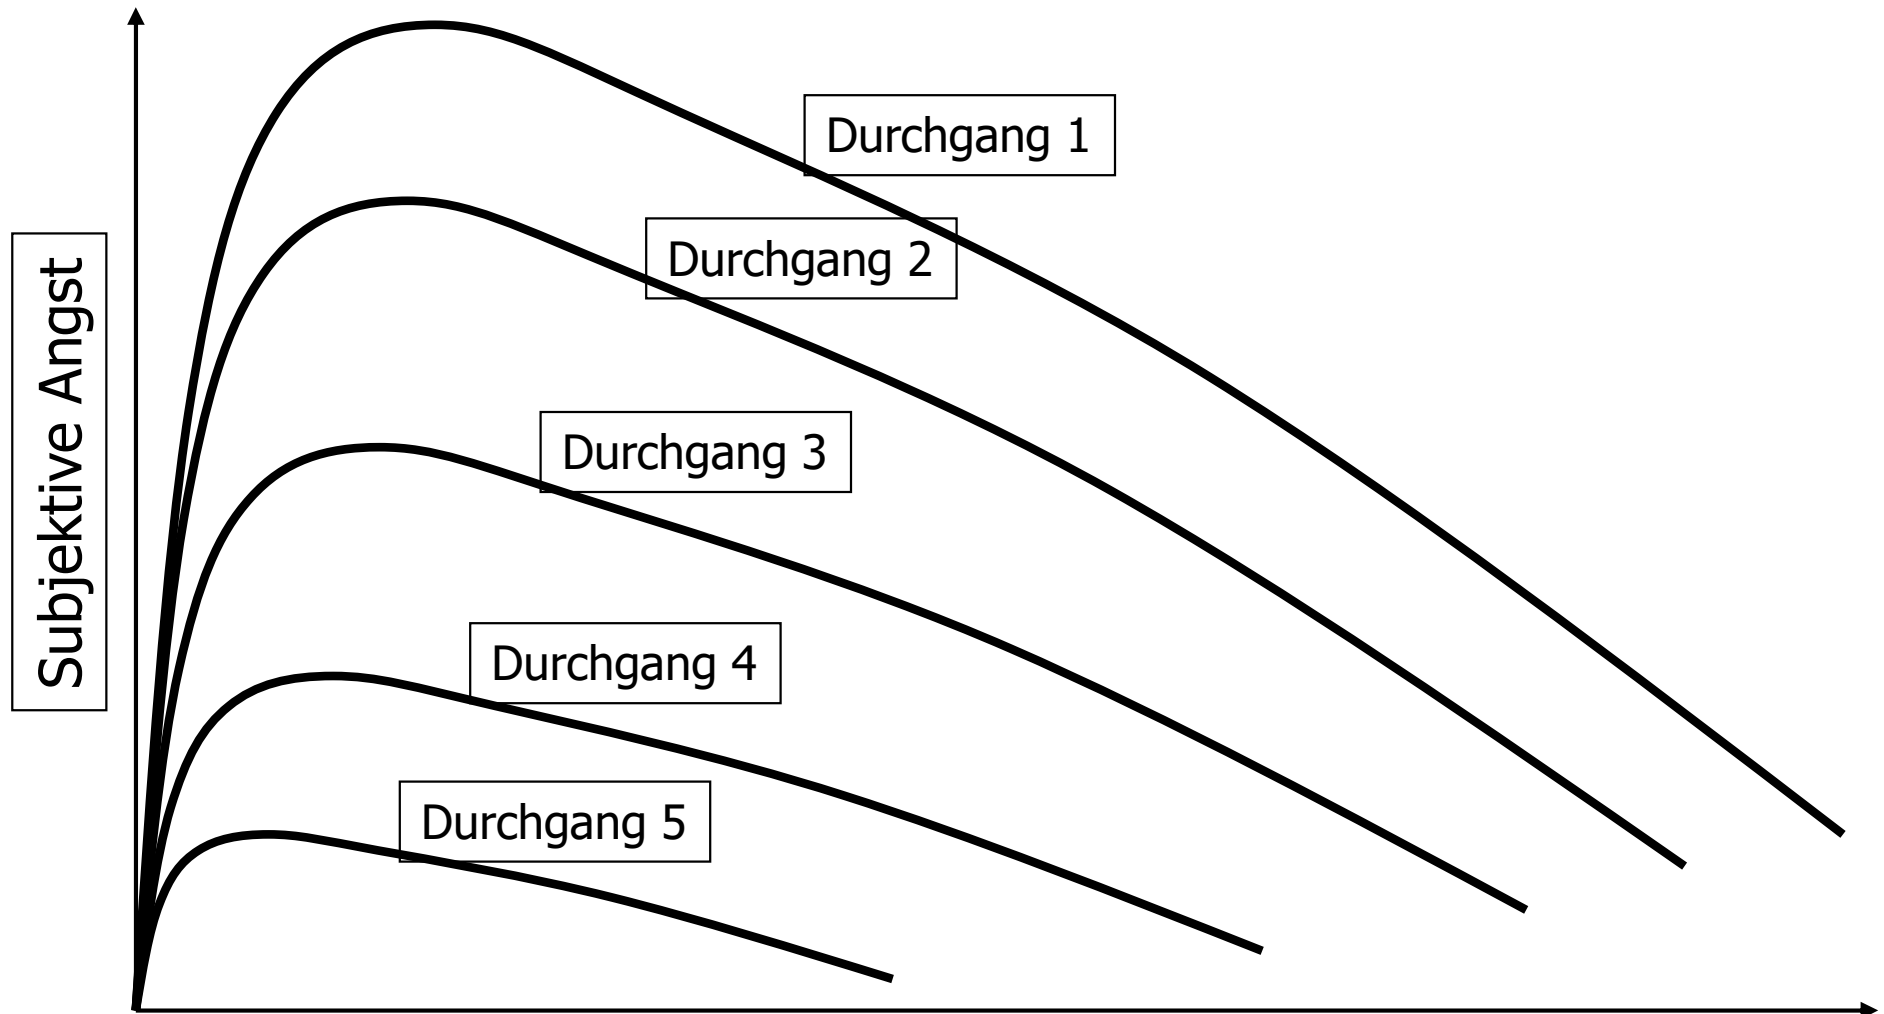 Durchgang 1
Durchgang 2
Subjektive Angst
Durchgang 3
Durchgang 4
Durchgang 5